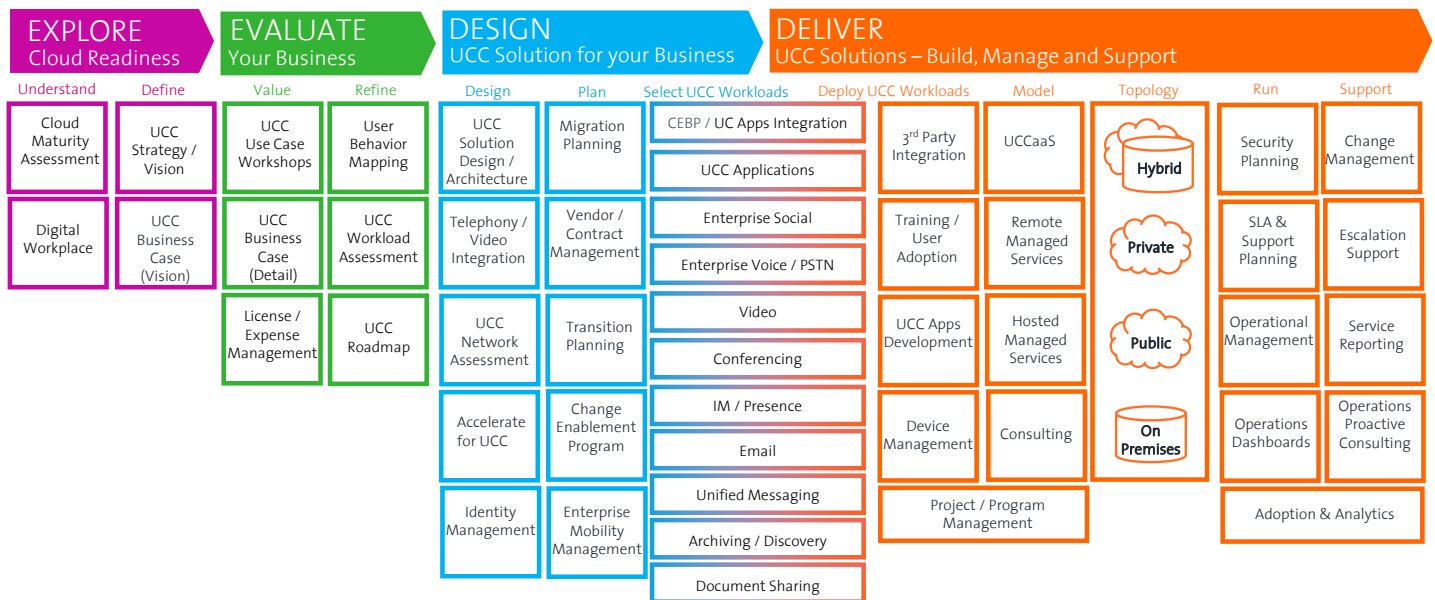 EXPLORE
Cloud Readiness
EVALUATE
Your Business
DESIGN
UCC Solution for your Business
DELIVER
UCC Solutions – Build, Manage and Support
Understand
Define
Value
Refine
Design
Plan
Select UCC Workloads
Deploy UCC Workloads
Model
Topology
Run
Support
Cloud
Maturity
Assessment
Digital
Workplace
UCC
Strategy /
Vision
UCC
Business
Case
(Vision)
UCC
Use Case
Workshops
UCC
Business
Case
(Detail)
License /
Expense
Management
User
Behavior
Mapping
UCC
Workload
Assessment
UCC
Roadmap
UCC
Solution
Design /
Architecture
Telephony /
Video
Integration
UCC
Network
Assessment
Accelerate
for UCC
Identity
Management
Migration
Planning
Vendor /
Contract
Management
Transition
Planning
Change
Enablement
Program
Enterprise
Mobility
Management
CEBP / UC Apps Integration
UCC Applications
Enterprise Social
Enterprise Voice / PSTN
Video
Conferencing
IM / Presence
Email
Unified Messaging
Archiving / Discovery
Document Sharing
3rd Party
Integration
Training /
User
Adoption
UCC Apps
Development
Device
Management
UCCaaS
Remote
Managed
Services
Hosted
Managed
Services
Consulting
Project / Program
Management
Hybrid
Private
Public
On
Premises
Security
Planning
SLA &
Support
Planning
Operational
Management
Operations
Dashboards
Change
Management
Escalation
Support
Service
Reporting
Operations
Proactive
Consulting
Adoption & Analytics